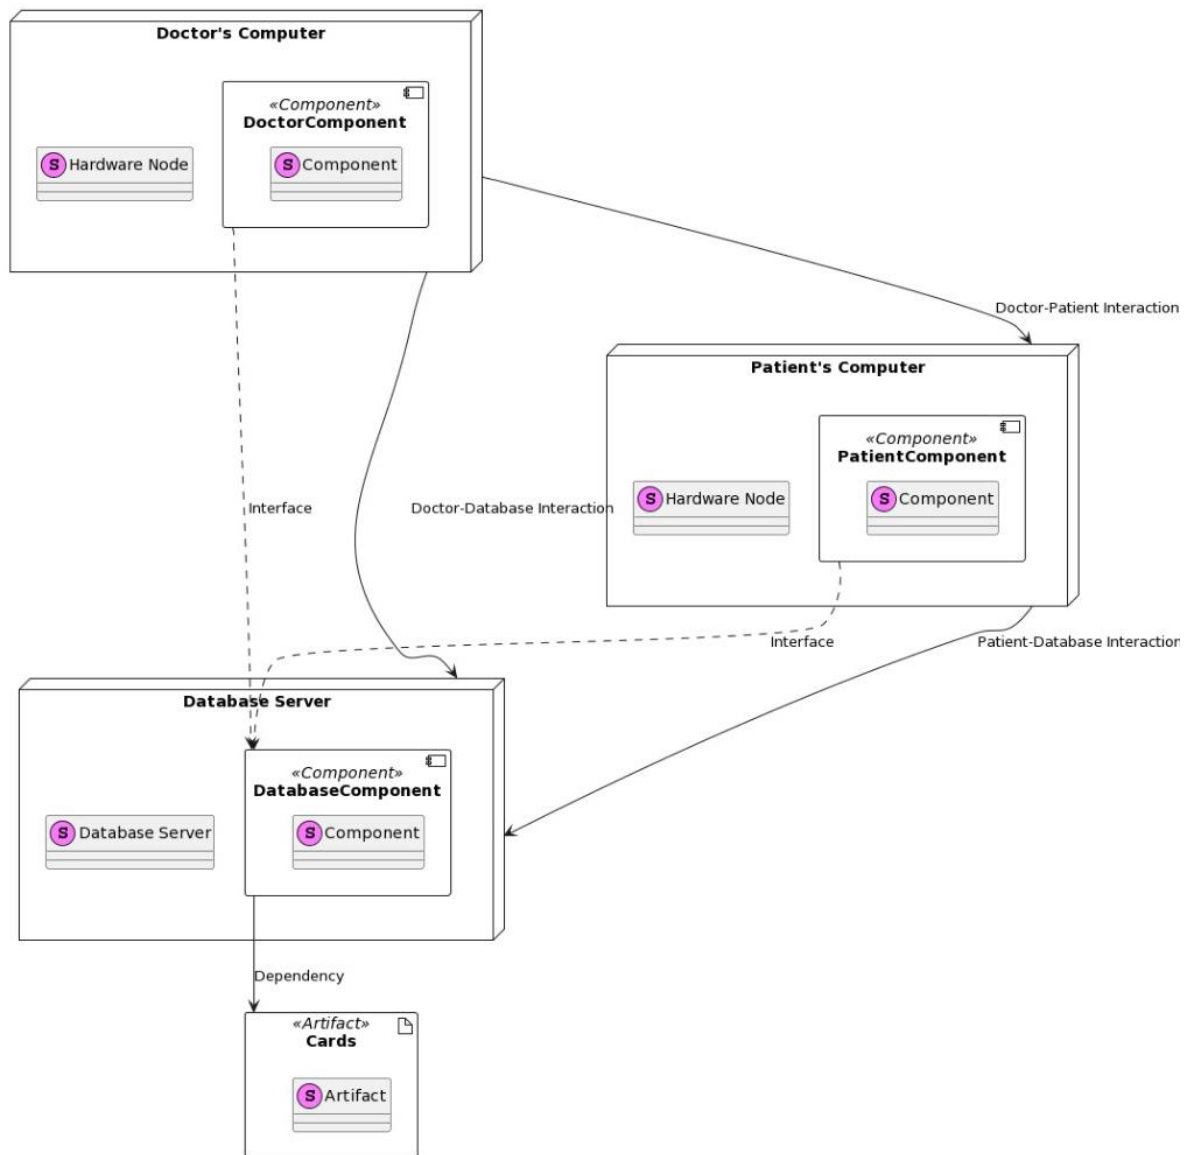 Doctor's Computer
«Component»
DoctorComponent
S Hardware Node
S Component
Doctor-Patient Interaction
Patient's Computer
«Component»
PatientComponent
S Hardware Node
S Component
Interface
Doctor-Database Interaction
Interface
Patient-Database Interaction
Database Server
«Component»
DatabaseComponent
S Database Server
S Component
Dependency
«Artifact»
Cards
S Artifact